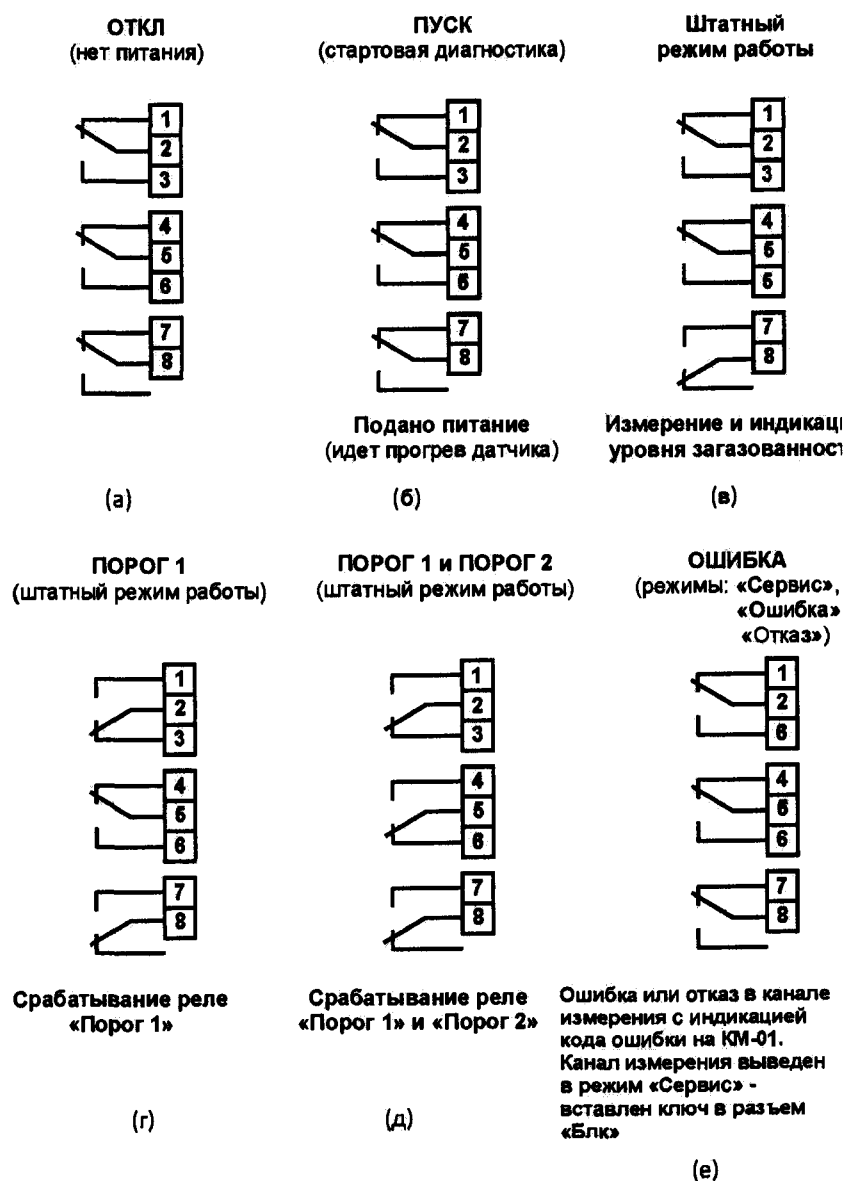 ОТКЛ
(нет питания)
1
2
3
4
5
6
7
8
(а)
ПУСК
(стартовая диагностика)
1
2
3
4
5
6
7
8
Подано питание
(идет прогрев датчика)
(б)
Штатный
режим работы
1
2
3
4
5
5
7
8
Измерение и индикаци
уровня загазованност
(в)
ПОРОГ 1
(штатный режим работы)
1
2
3
4
5
6
7
8
Срабатывание реле
«Порог 1»
(г)
ПОРОГ 1 и ПОРОГ 2
(штатный режим работы)
1
2
3
4
5
6
7
8
Срабатывание реле
«Порог 1» и «Порог 2»
(д)
ОШИБКА
(режимы: «Сервис»,
«Ошибка»
«Отказ»)
1
2
6
4
6
6
7
8
Ошибка или отказ в канале
измерения с индикацией
кода ошибки на КМ-01.
Канал измерения выведен
в режим «Сервис» -
вставлен ключ в разъем
«Блк»
(е)